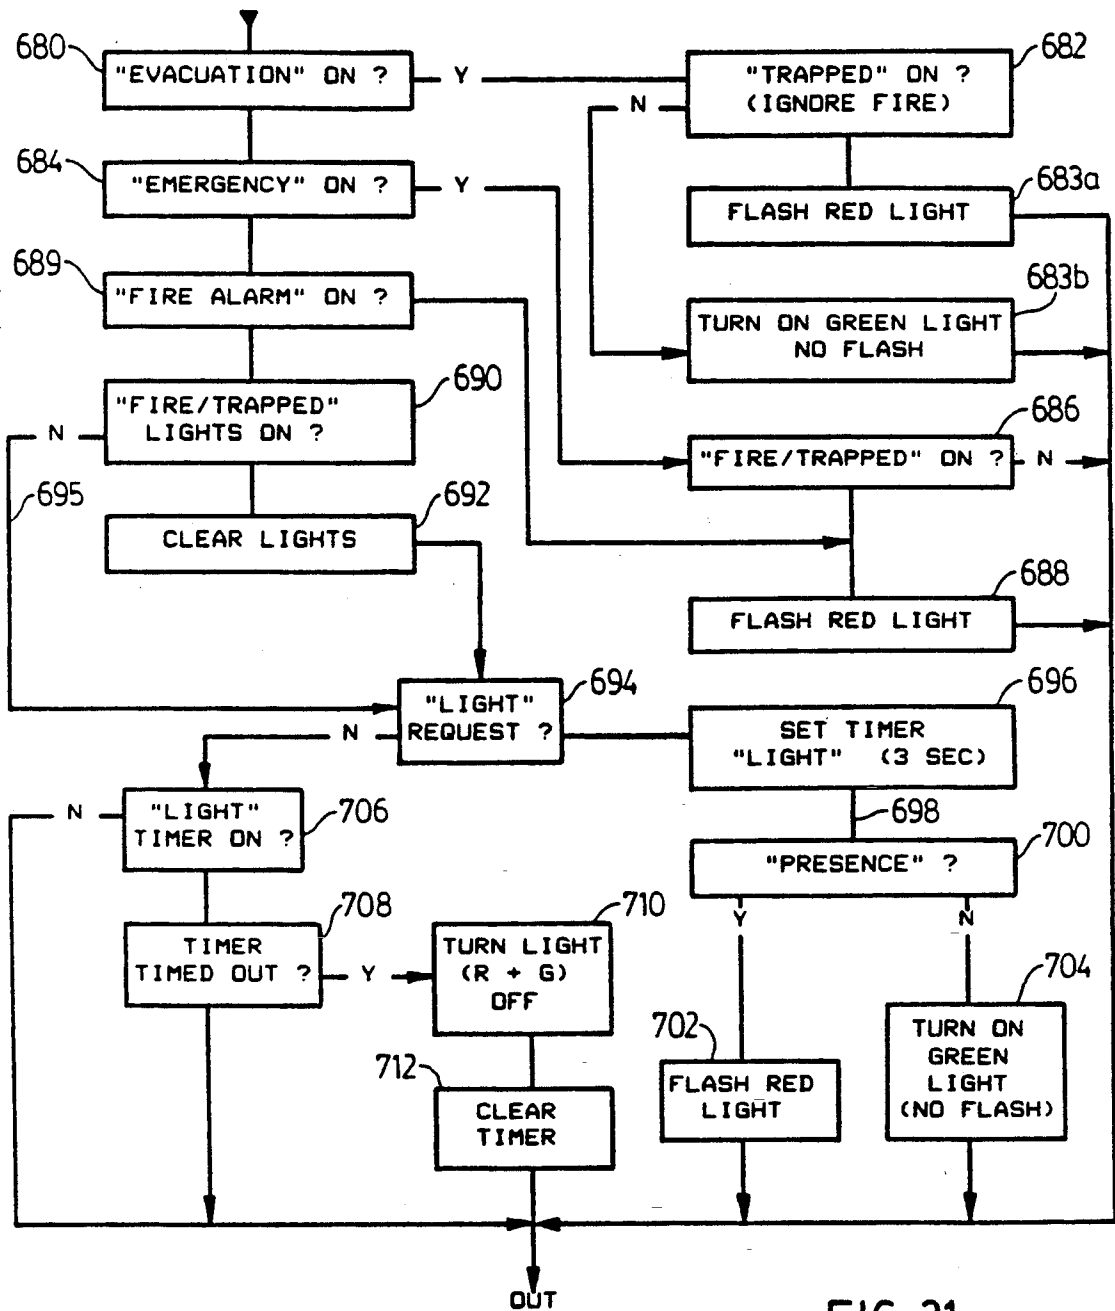 680
"EVACUATION" ON ?
Y
682
"TRAPPED" ON ?
(IGNORE FIRE)
N
684
"EMERGENCY" ON ?
Y
683a
FLASH RED LIGHT
689
"FIRE ALARM" ON ?
683b
TURN ON GREEN LIGHT
NO FLASH
690
"FIRE/TRAPPED"
LIGHTS ON ?
N
686
"FIRE/TRAPPED" ON ?
N
695
692
CLEAR LIGHTS
688
FLASH RED LIGHT
694
"LIGHT"
REQUEST ?
N
696
SET TIMER
"LIGHT" (3 SEC)
698
N
"LIGHT"
TIMER ON ?
706
700
"PRESENCE" ?
Y
N
708
TIMER
TIMED OUT ?
Y
710
TURN LIGHT
(R + G)
OFF
704
TURN ON
GREEN
LIGHT
(NO FLASH)
702
FLASH RED
LIGHT
712
CLEAR
TIMER
OUT